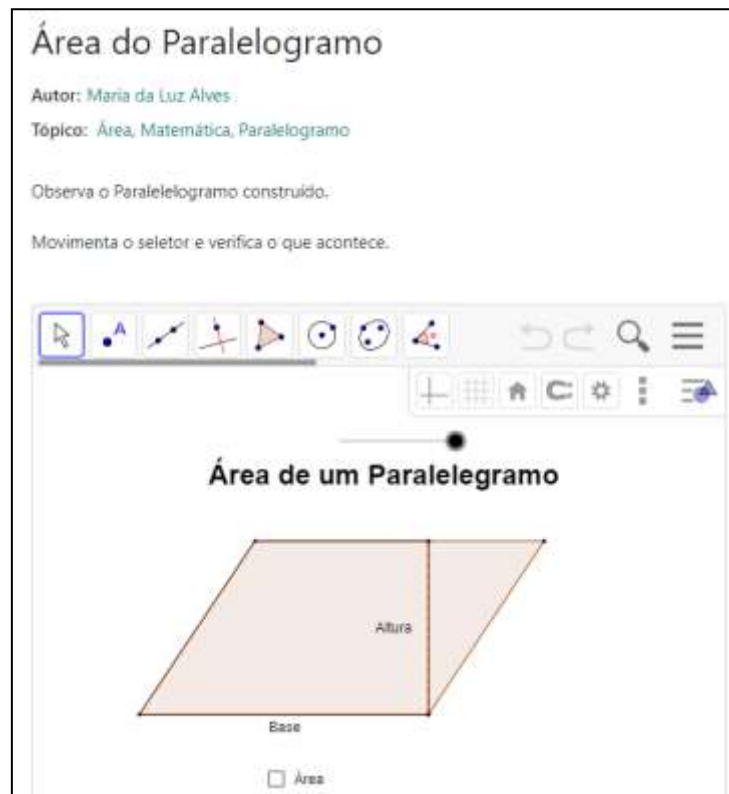 Área do Paralelogramo
Autor: Maria da Luz Alves
Tópico: Área, Matemática, Paralelogramo
Observa o Paralelelogramo construído.
Movimenta o seletor e verifica o que acontece.
A
Área de um Paralelegramo
Altura
Base
Área